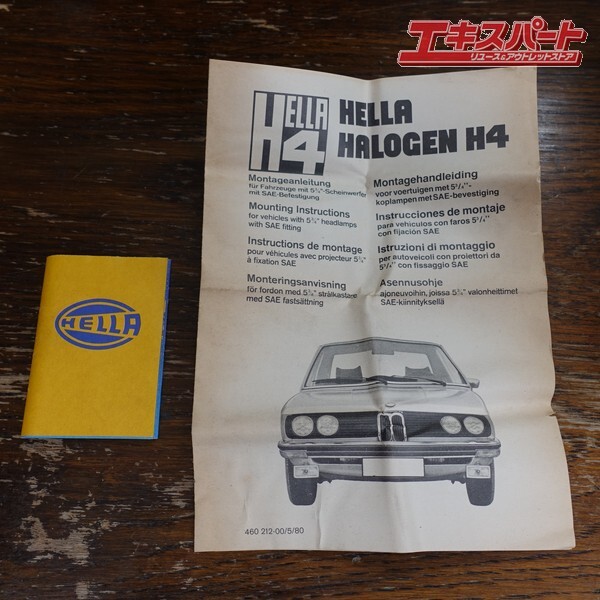 エキスパート
リユース&アウトレットストア
HELLA
H4
HELLA
HALOGEN H4
Montageanleitung
für Fahrzeuge mit 5¾"-Scheinwerfer
mit SAE-Befestigung
Mounting Instructions
for vehicles with 5¾" headlamps
with SAE fitting
Instructions de montage
pour véhicules avec projecteur 5¾"
à fixation SAE
Monteringsanvisning
för fordon med 5¾" strålkastare
med SAE fastsättning
Montagehandleiding
voor voertuigen met 5³/₄"-
koplampen met SAE-bevestiging
Instrucciones de montaje
para vehículos con faros 5³/₄"
con fijación SAE
Istruzioni di montaggio
per autoveicoli con proiettori da
5³/₄" con fissaggio SAE
Asennusohje
ajoneuvoihin, joissa 5¾" valonheittimet
SAE-kiinnityksellä
460 212-00/5/80
HELLA